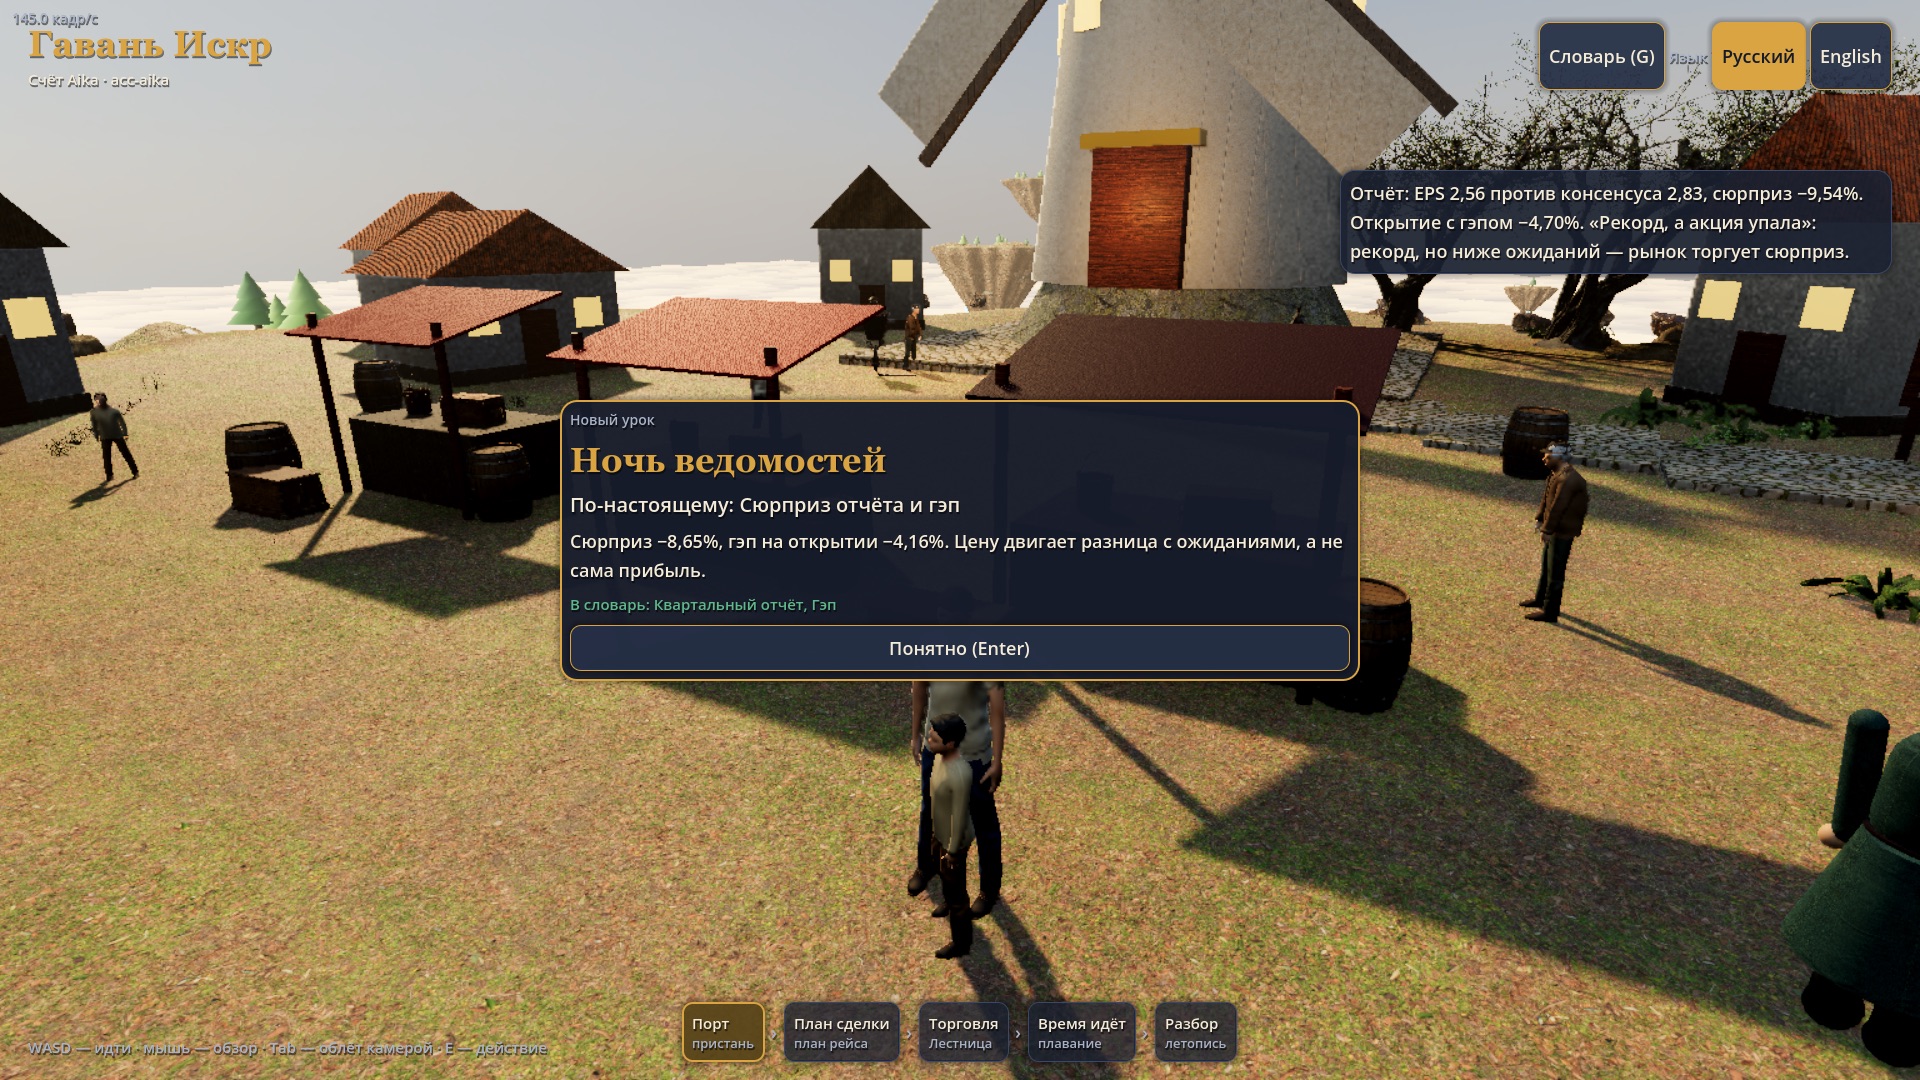 145.0 кадр/с
Гавань Искр
Счёт Aika · acc-aika
Словарь (G)
Язык
Русский
English
Отчёт: EPS 2,56 против консенсуса 2,83, сюрприз −9,54%.
Открытие с гэпом −4,70%. «Рекорд, а акция упала»:
рекорд, но ниже ожиданий — рынок торгует сюрприз.
Новый урок
Ночь ведомостей
По-настоящему: Сюрприз отчёта и гэп
Сюрприз −8,65%, гэп на открытии −4,16%. Цену двигает разница с ожиданиями, а не
сама прибыль.
В словарь: Квартальный отчёт, Гэп
Понятно (Enter)
Порт
пристань
›
План сделки
план рейса
›
Торговля
Лестница
›
Время идёт
плавание
›
Разбор
летопись
WASD — идти · мышь — обзор · Tab — облёт камерой · E — действие